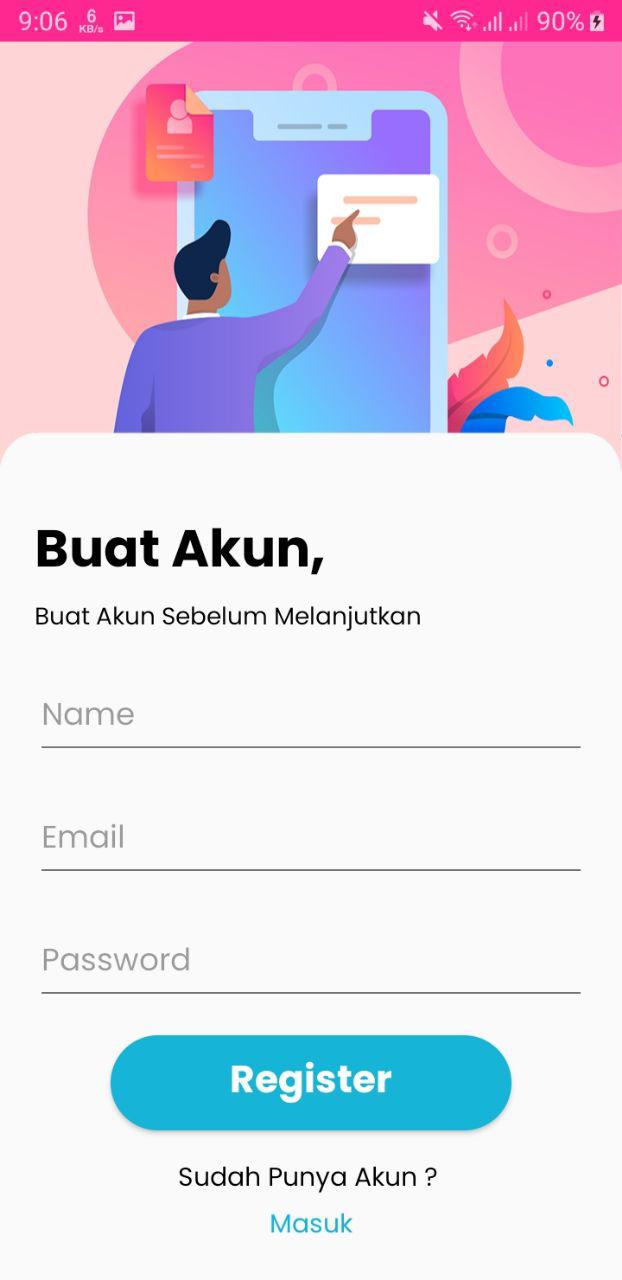 9:06 6 KB/s 90%
Buat Akun,
Buat Akun Sebelum Melanjutkan
Name
Email
Password
Register
Sudah Punya Akun ?
Masuk